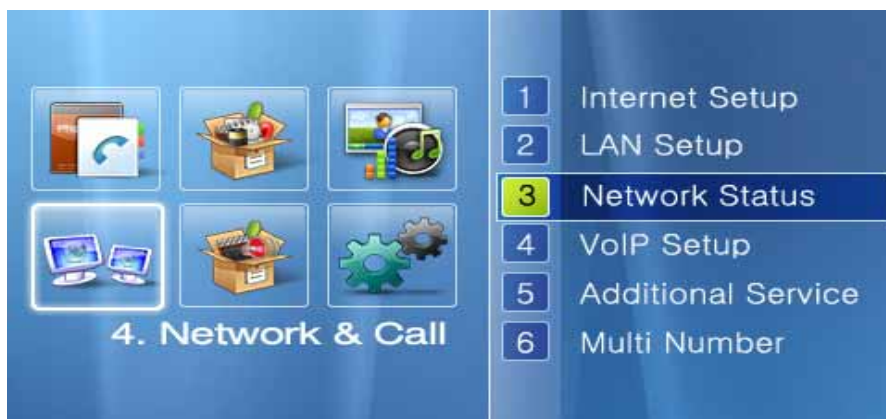 4. Network & Call
1 Internet Setup
2 LAN Setup
3 Network Status
4 VoIP Setup
5 Additional Service
6 Multi Number